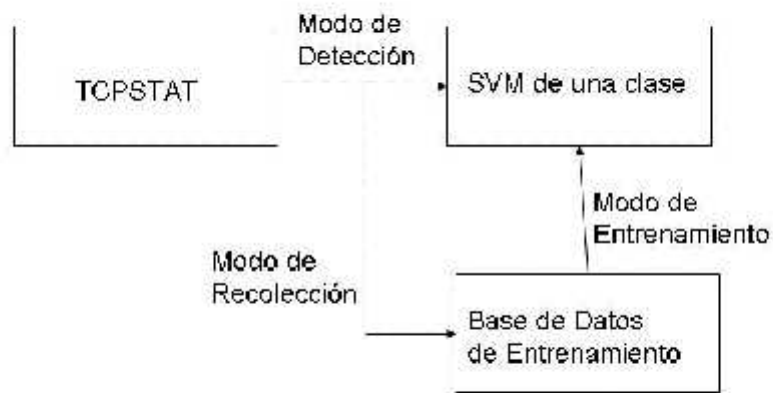 Modo de
Detección
TCPSTAT
SVM de una clase
Modo de
Entrenamiento
Modo de
Recolección
Base de Datos
de Entrenamiento